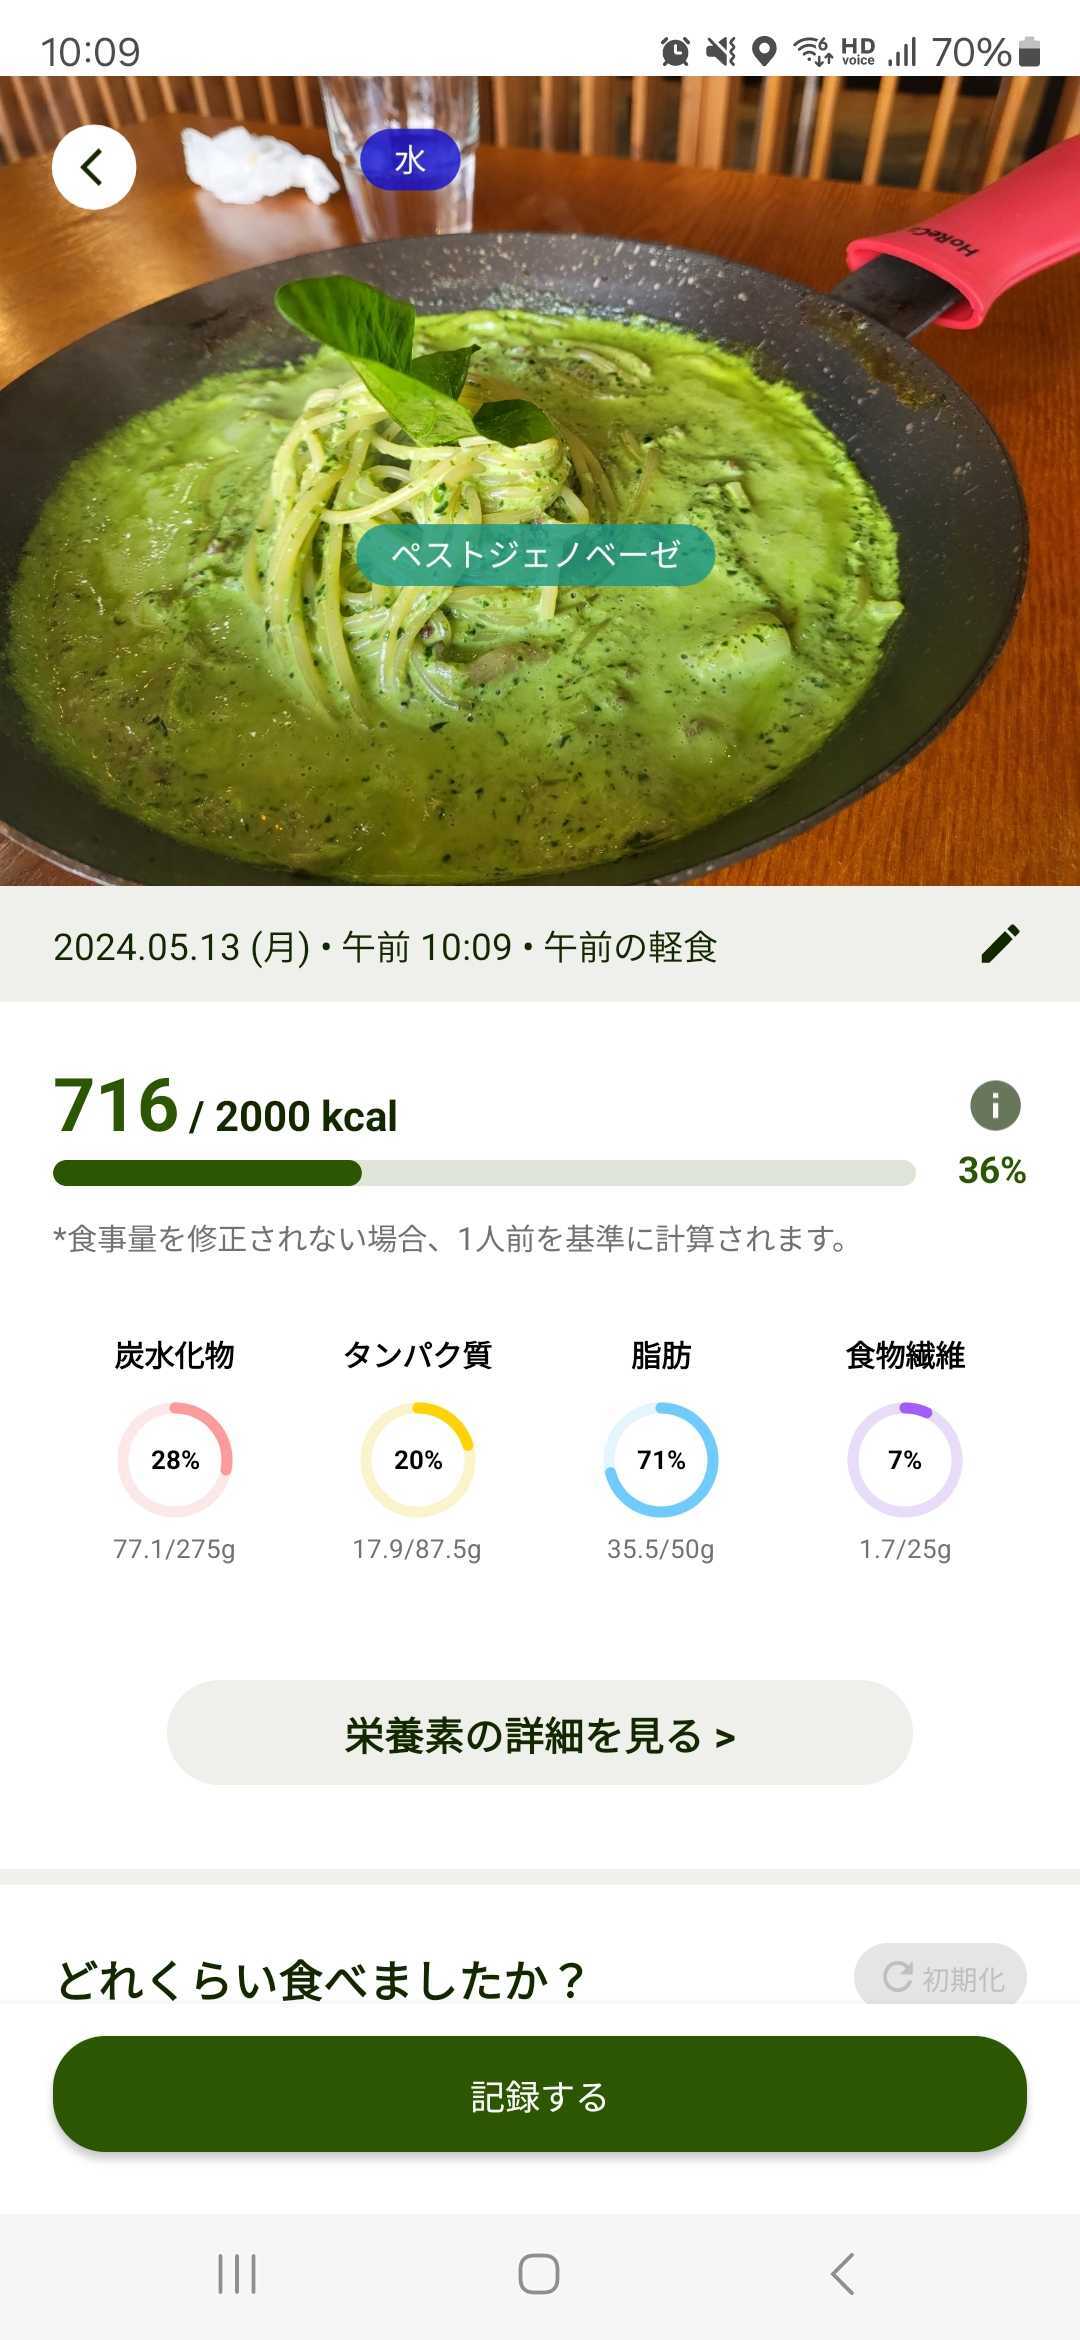 10:09
6 HD voice 70%
水
HoReCa
ペストジェノベーゼ
2024.05.13 (月) • 午前 10:09 • 午前の軽食
716 / 2000 kcal
36%
*食事量を修正されない場合、1人前を基準に計算されます。
炭水化物 タンパク質 脂肪 食物繊維
28% 20% 71% 7%
77.1/275g 17.9/87.5g 35.5/50g 1.7/25g
栄養素の詳細を見る >
どれくらい食べましたか？ 初期化
記録する